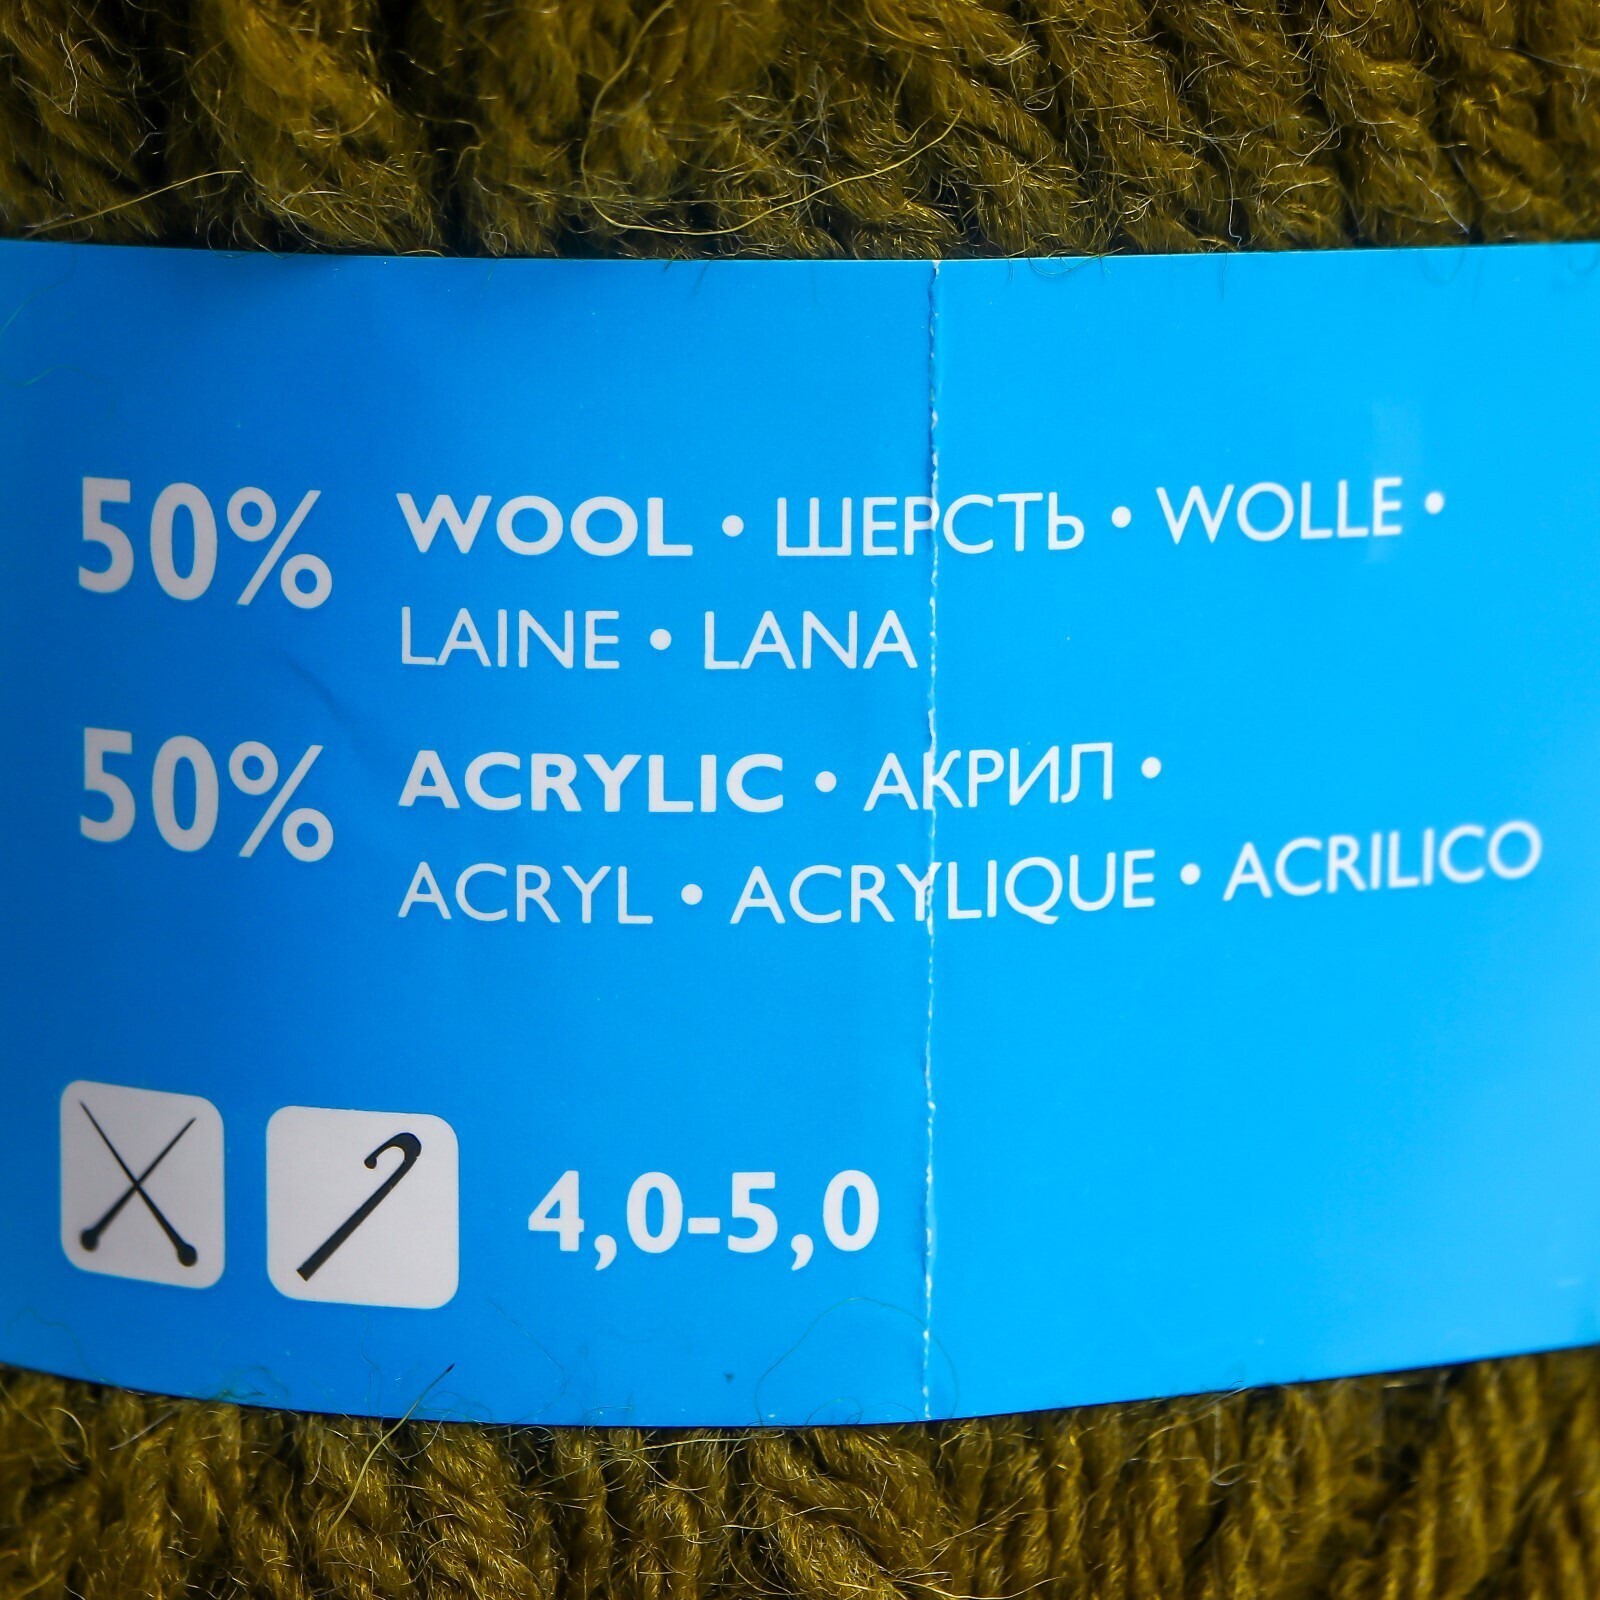 50% WOOL • ШЕРСТЬ • WOLLE •
LAINE • LANA
50% ACRYLIC • АКРИЛ •
ACRYL • ACRYLIQUE • ACRILICO
4,0-5,0